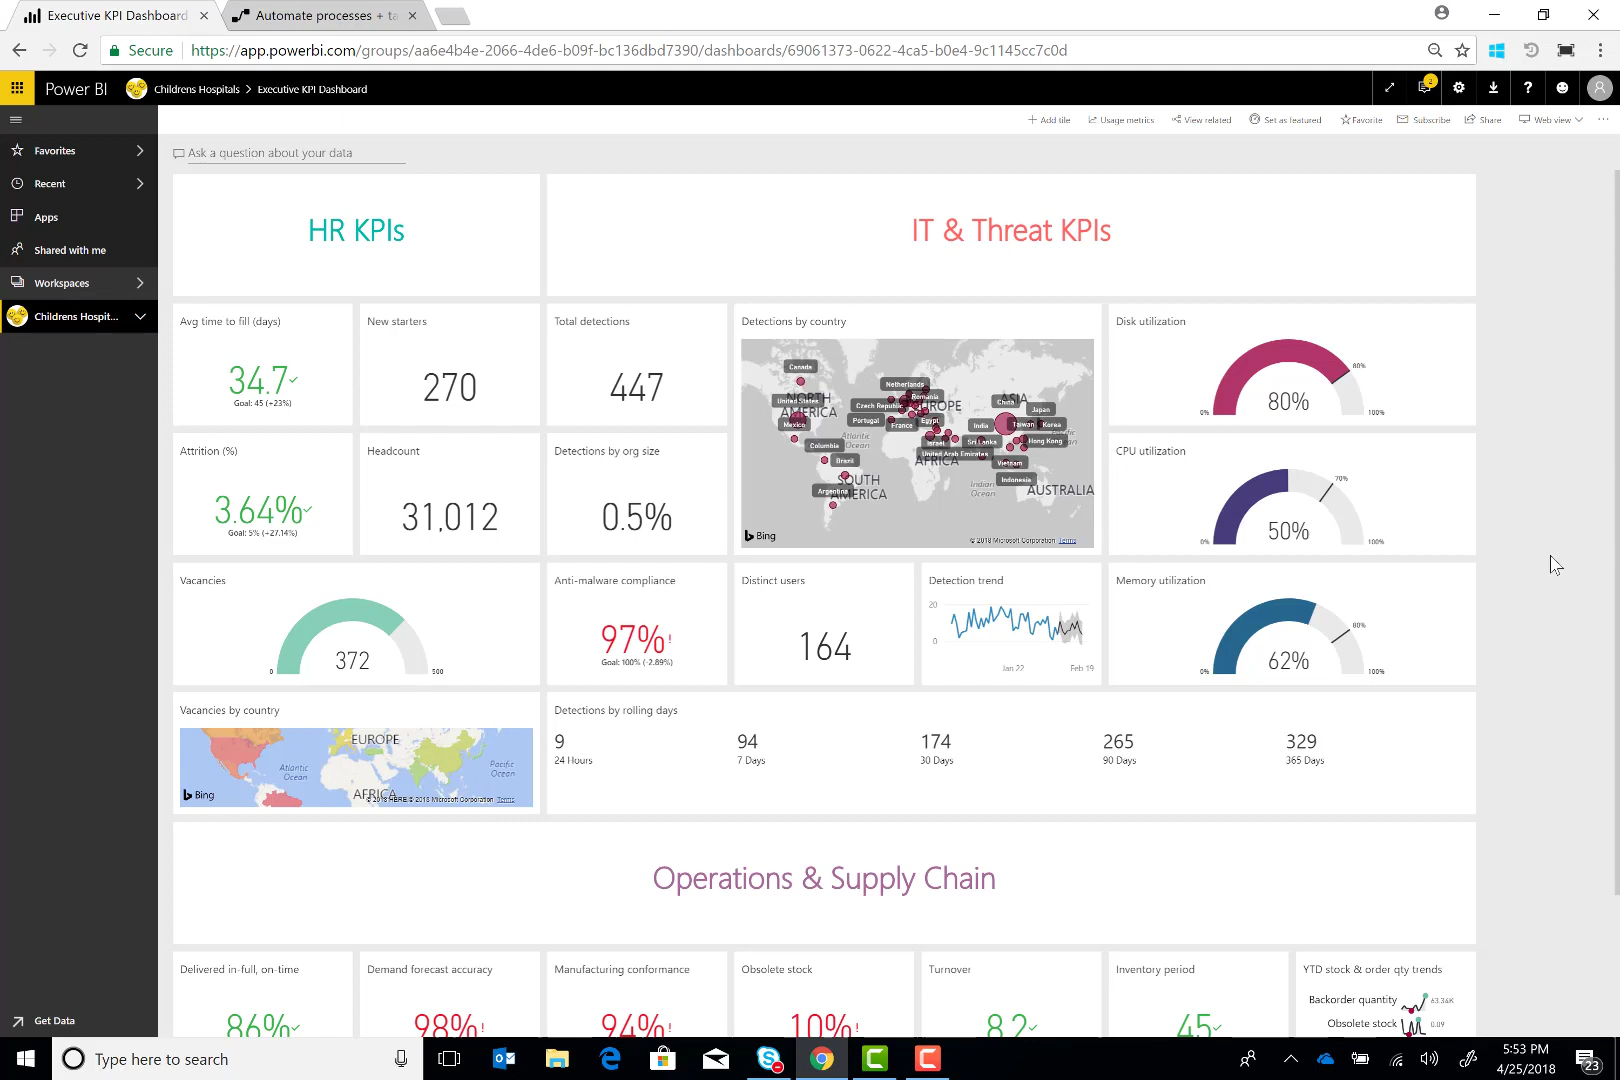 Executive KPI Dashboard
Automate processes + ta
Secure
https://app.powerbi.com/groups/aa6e4b4e-2066-4de6-b09f-bc136dbd7390/dashboards/69061373-0622-4ca5-b0e4-9c1145cc7c0d
Power BI
Childrens Hospitals > Executive KPI Dashboard
2
Add tile
Usage metrics
View related
Set as featured
Favorite
Subscribe
Share
Web view
Favorites
Recent
Apps
Shared with me
Workspaces
Childrens Hospit...
Get Data
Ask a question about your data
HR KPIs
IT & Threat KPIs
Avg time to fill (days)
34.7
Goal: 45 (+23%)
New starters
270
Total detections
447
Detections by country
Canada
NORTH AMERICA
United States
Mexico
Columbia
Brazil
SOUTH AMERICA
Argentina
Atlantic Ocean
Netherlands
Romania
Czech Republic
EUROPE
Portugal
France
Egypt
Israel
United Arab Emirates
AFRICA
ASIA
China
Japan
India
Taiwan
Korea
Sri Lanka
Hong Kong
Pacific Ocean
Vietnam
Indonesia
Indian Ocean
AUSTRALIA
Bing
© 2018 Microsoft Corporation Terms
Disk utilization
80%
80%
0%
100%
Attrition (%)
3.64%
Goal: 5% (+27.14%)
Headcount
31,012
Detections by org size
0.5%
CPU utilization
70%
50%
0%
100%
Vacancies
372
0
500
Anti-malware compliance
97%!
Goal: 100% (-2.89%)
Distinct users
164
Detection trend
20
0
Jan 22
Feb 19
Memory utilization
80%
62%
0%
100%
Vacancies by country
EUROPE
Atlantic Ocean
Pacific Ocean
AFRICA
Bing
© 2018 HERE © 2018 Microsoft Corporation Terms
Detections by rolling days
9
24 Hours
94
7 Days
174
30 Days
265
90 Days
329
365 Days
Operations & Supply Chain
Delivered in-full, on-time
86%
Demand forecast accuracy
98%!
Manufacturing conformance
94%!
Obsolete stock
10%!
Turnover
8.2
Inventory period
45
YTD stock & order qty trends
Backorder quantity
63.34K
Obsolete stock
0.09
Type here to search
5:53 PM
4/25/2018
23